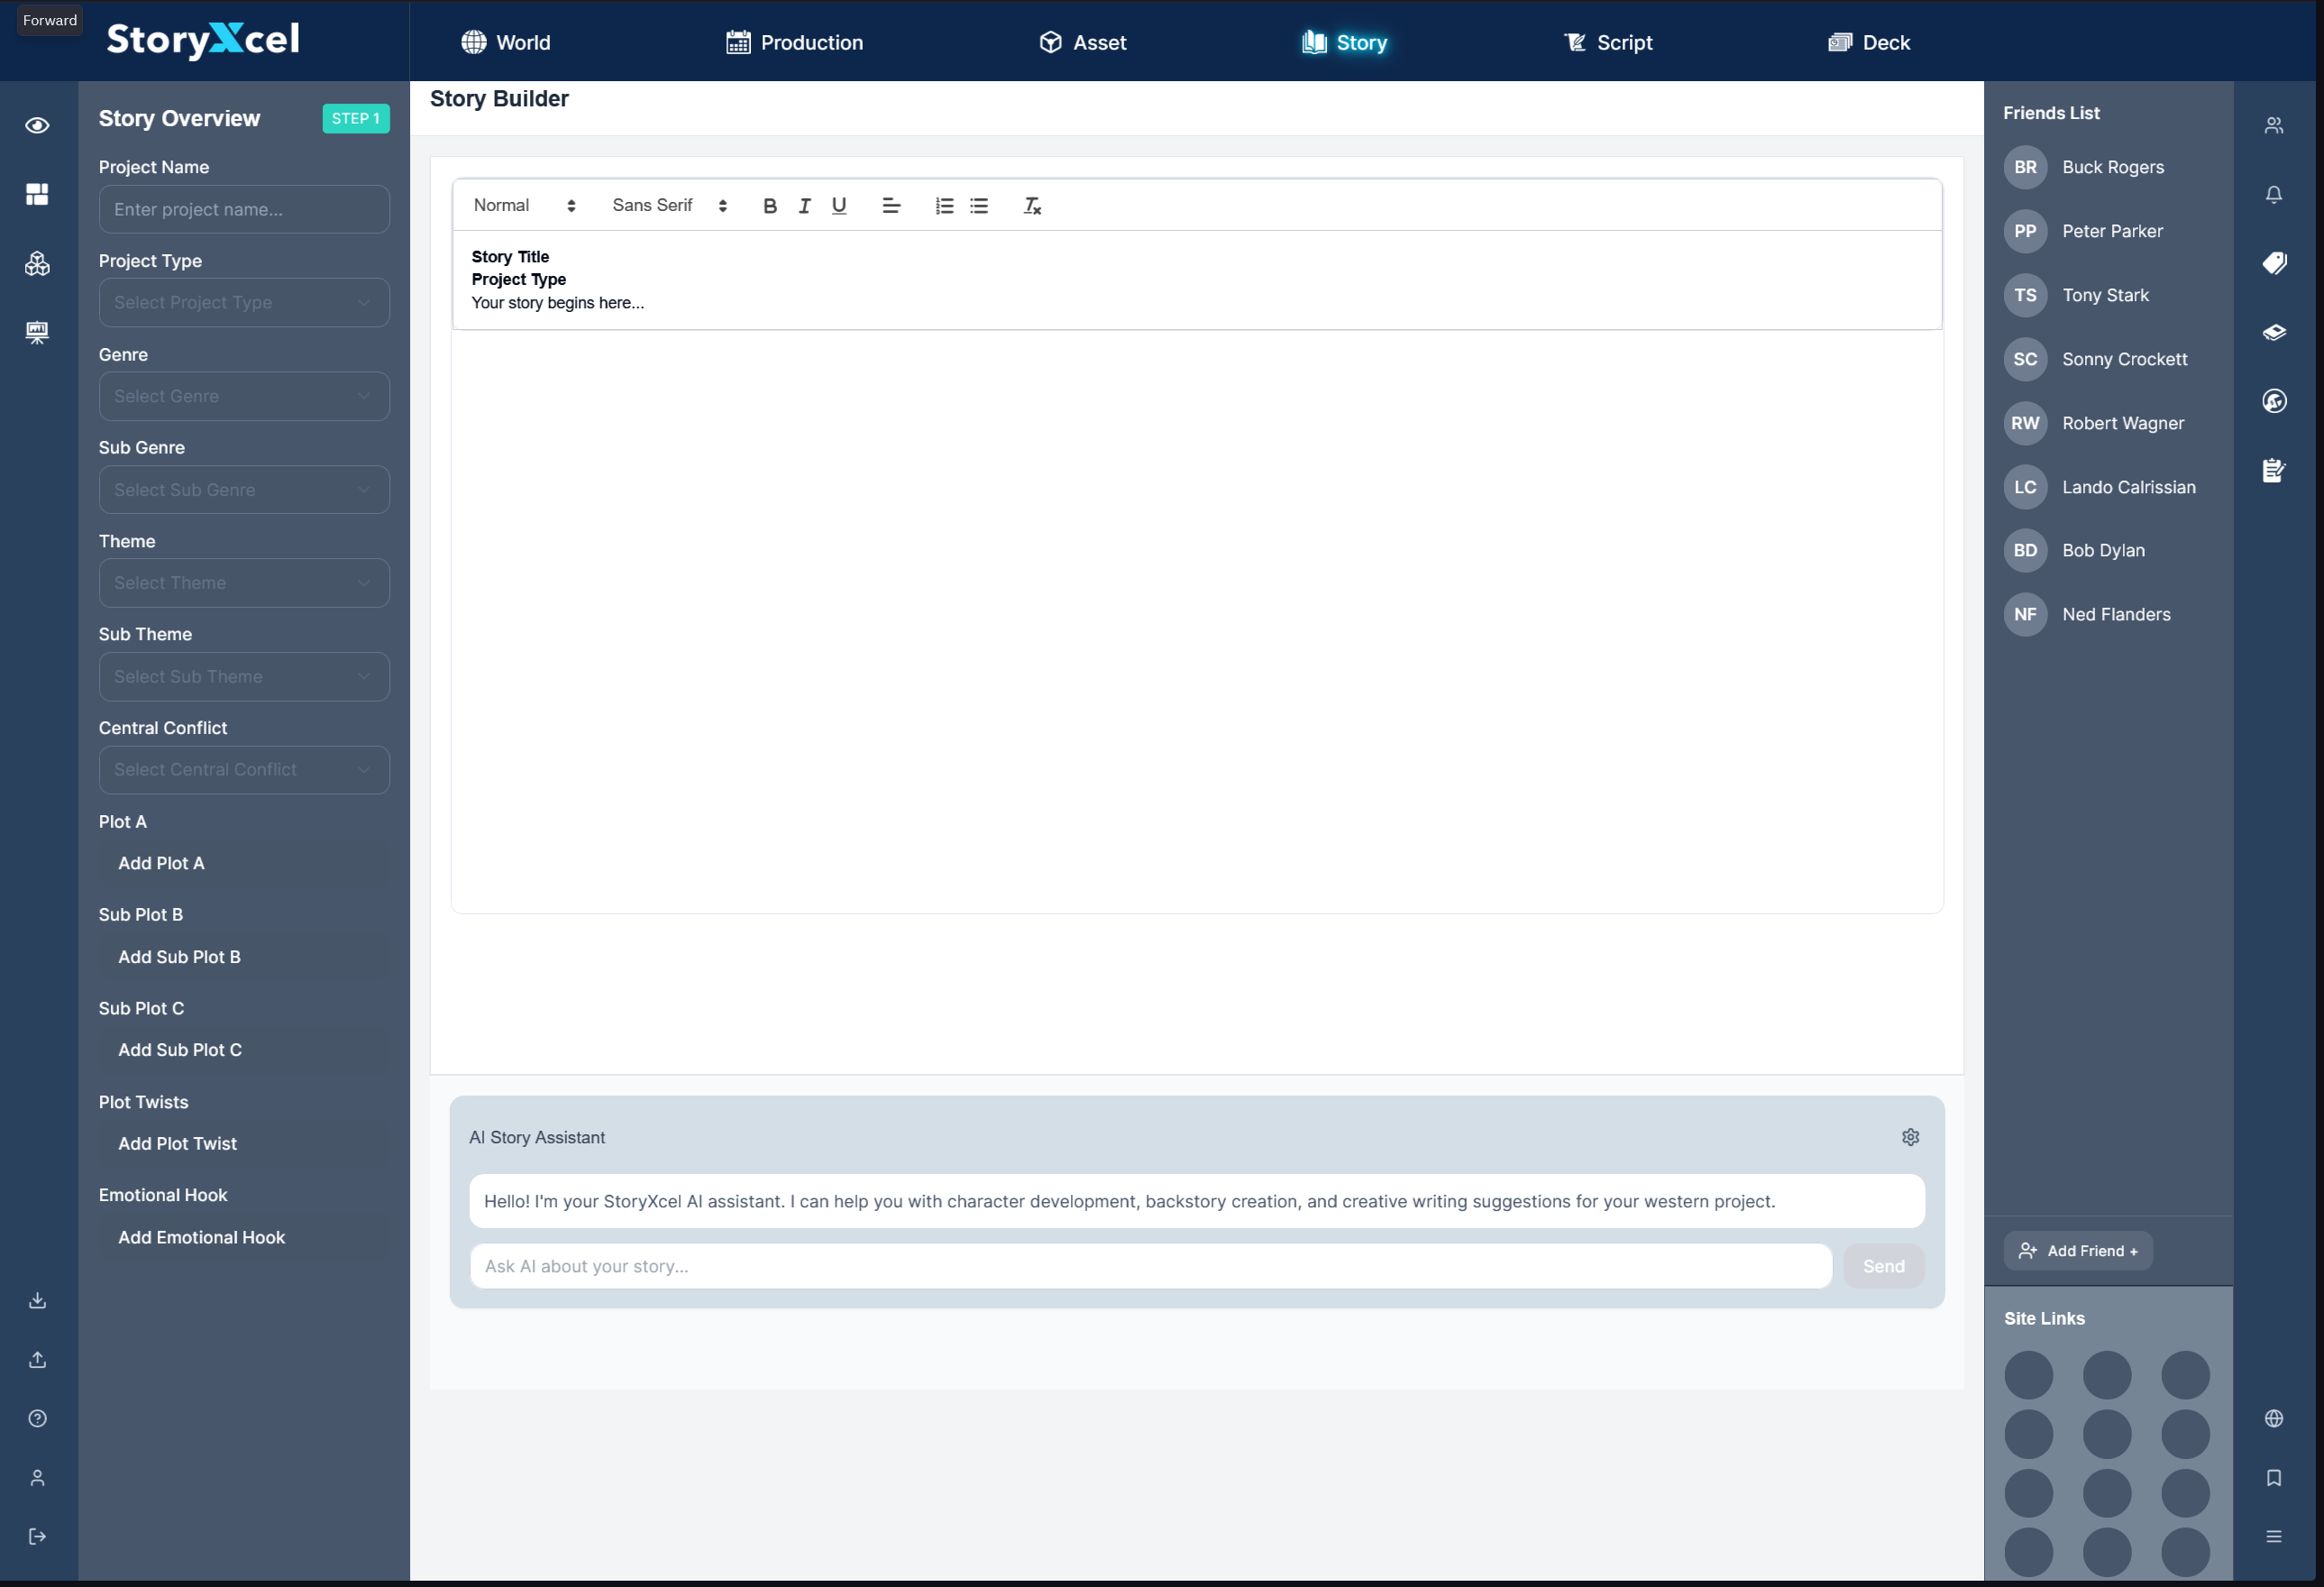 Forward
StoryXcel
World
Production
Asset
Story
Script
Deck
Story Overview
STEP 1
Project Name
Enter project name...
Project Type
Select Project Type
Genre
Select Genre
Sub Genre
Select Sub Genre
Theme
Select Theme
Sub Theme
Select Sub Theme
Central Conflict
Select Central Conflict
Plot A
Add Plot A
Sub Plot B
Add Sub Plot B
Sub Plot C
Add Sub Plot C
Plot Twists
Add Plot Twist
Emotional Hook
Add Emotional Hook
Story Builder
Normal
Sans Serif
Story Title
Project Type
Your story begins here...
AI Story Assistant
Hello! I'm your StoryXcel AI assistant. I can help you with character development, backstory creation, and creative writing suggestions for your western project.
Ask AI about your story...
Send
Friends List
BR Buck Rogers
PP Peter Parker
TS Tony Stark
SC Sonny Crockett
RW Robert Wagner
LC Lando Calrissian
BD Bob Dylan
NF Ned Flanders
Add Friend +
Site Links